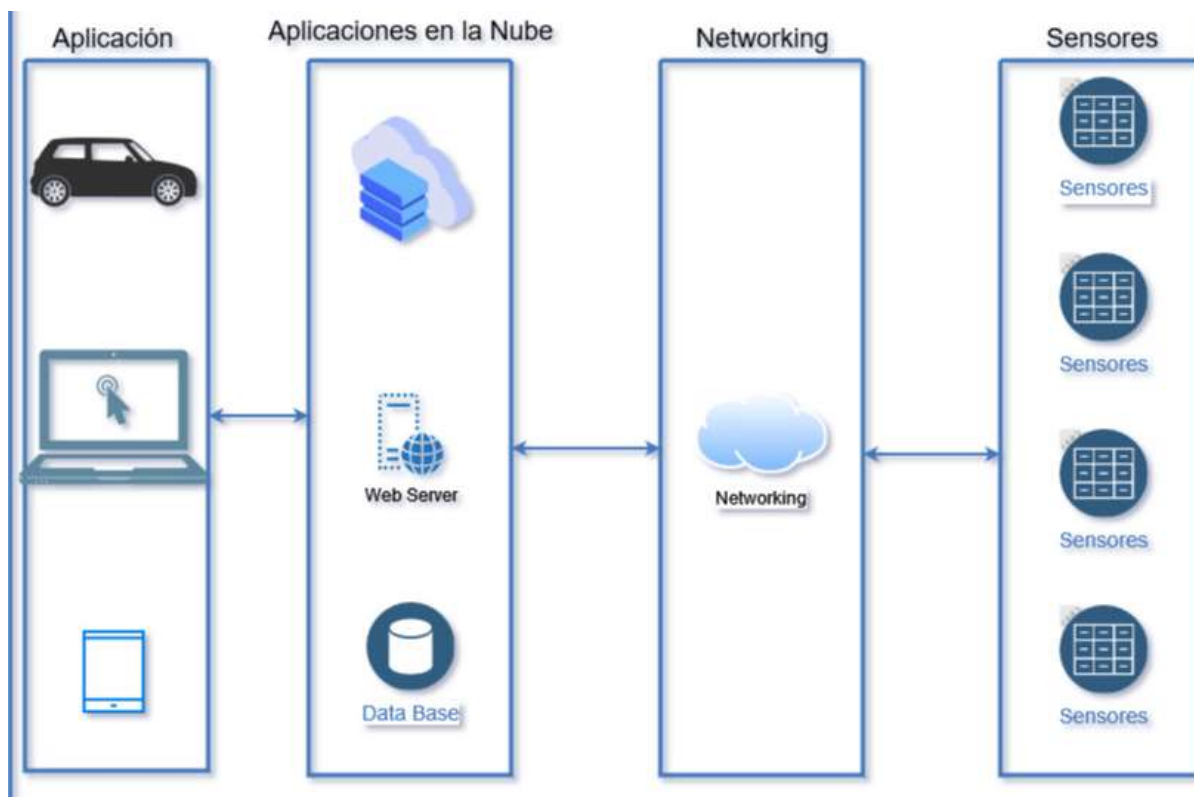 Aplicación
Aplicaciones en la Nube
Networking
Sensores
Sensores
Sensores
Web Server
Networking
Sensores
Data Base
Sensores